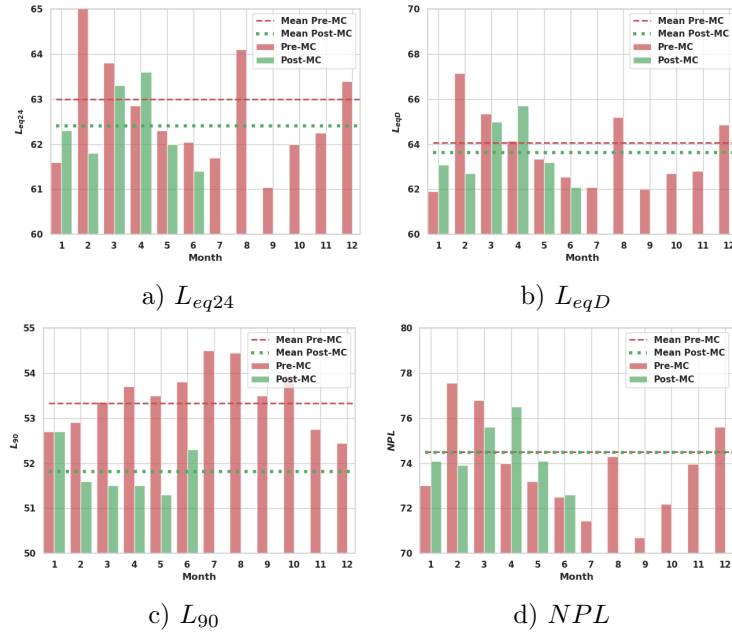 65
64
63
62
61
60
L_eq24
1 2 3 4 5 6 7 8 9 10 11 12
Month
Mean Pre-MC
Mean Post-MC
Pre-MC
Post-MC
a) L_eq24
70
68
66
64
62
60
L_eqD
1 2 3 4 5 6 7 8 9 10 11 12
Month
Mean Pre-MC
Mean Post-MC
Pre-MC
Post-MC
b) L_eqD
55
54
53
52
51
50
L_90
1 2 3 4 5 6 7 8 9 10 11 12
Month
Mean Pre-MC
Mean Post-MC
Pre-MC
Post-MC
c) L_90
80
78
76
74
72
70
NPL
1 2 3 4 5 6 7 8 9 10 11 12
Month
Mean Pre-MC
Mean Post-MC
Pre-MC
Post-MC
d) NPL